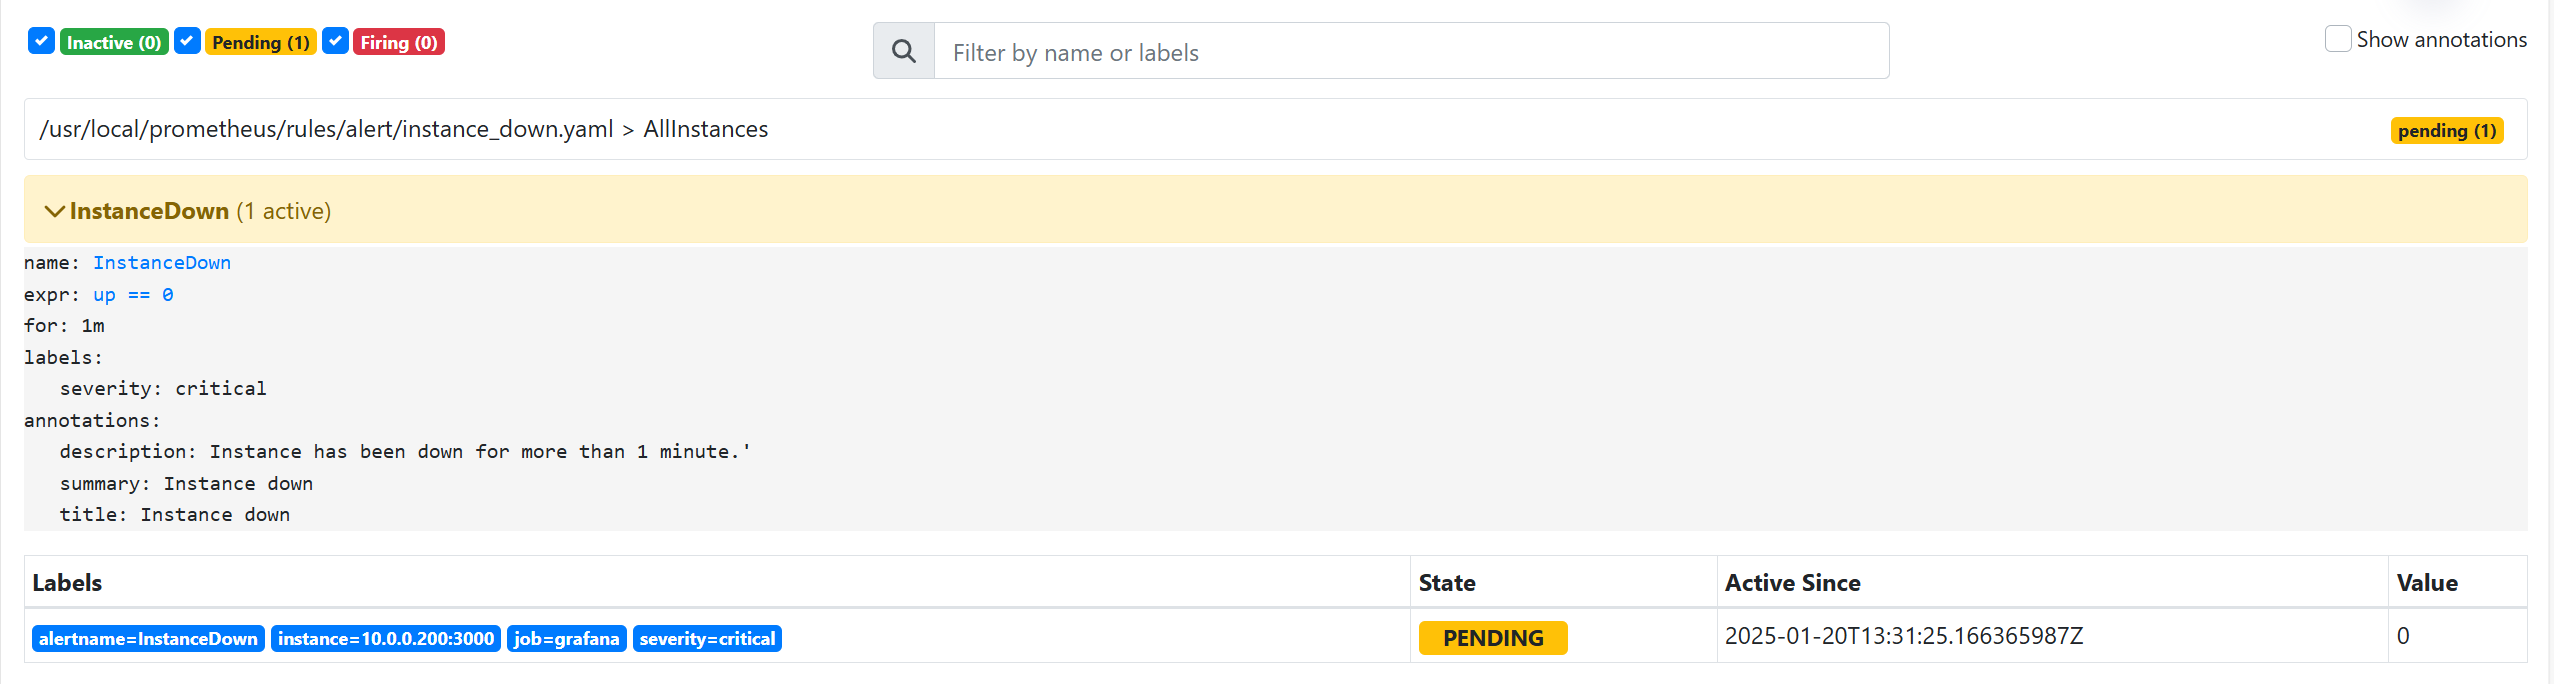 Inactive (0) Pending (1) Firing (0) Filter by name or labels Show annotations
/usr/local/prometheus/rules/alert/instance_down.yaml > AllInstances pending (1)
InstanceDown (1 active)
name: InstanceDown
expr: up == 0
for: 1m
labels:
severity: critical
annotations:
description: Instance has been down for more than 1 minute.'
summary: Instance down
title: Instance down
Labels State Active Since Value
alertname=InstanceDown instance=10.0.0.200:3000 job=grafana severity=critical PENDING 2025-01-20T13:31:25.166365987Z 0